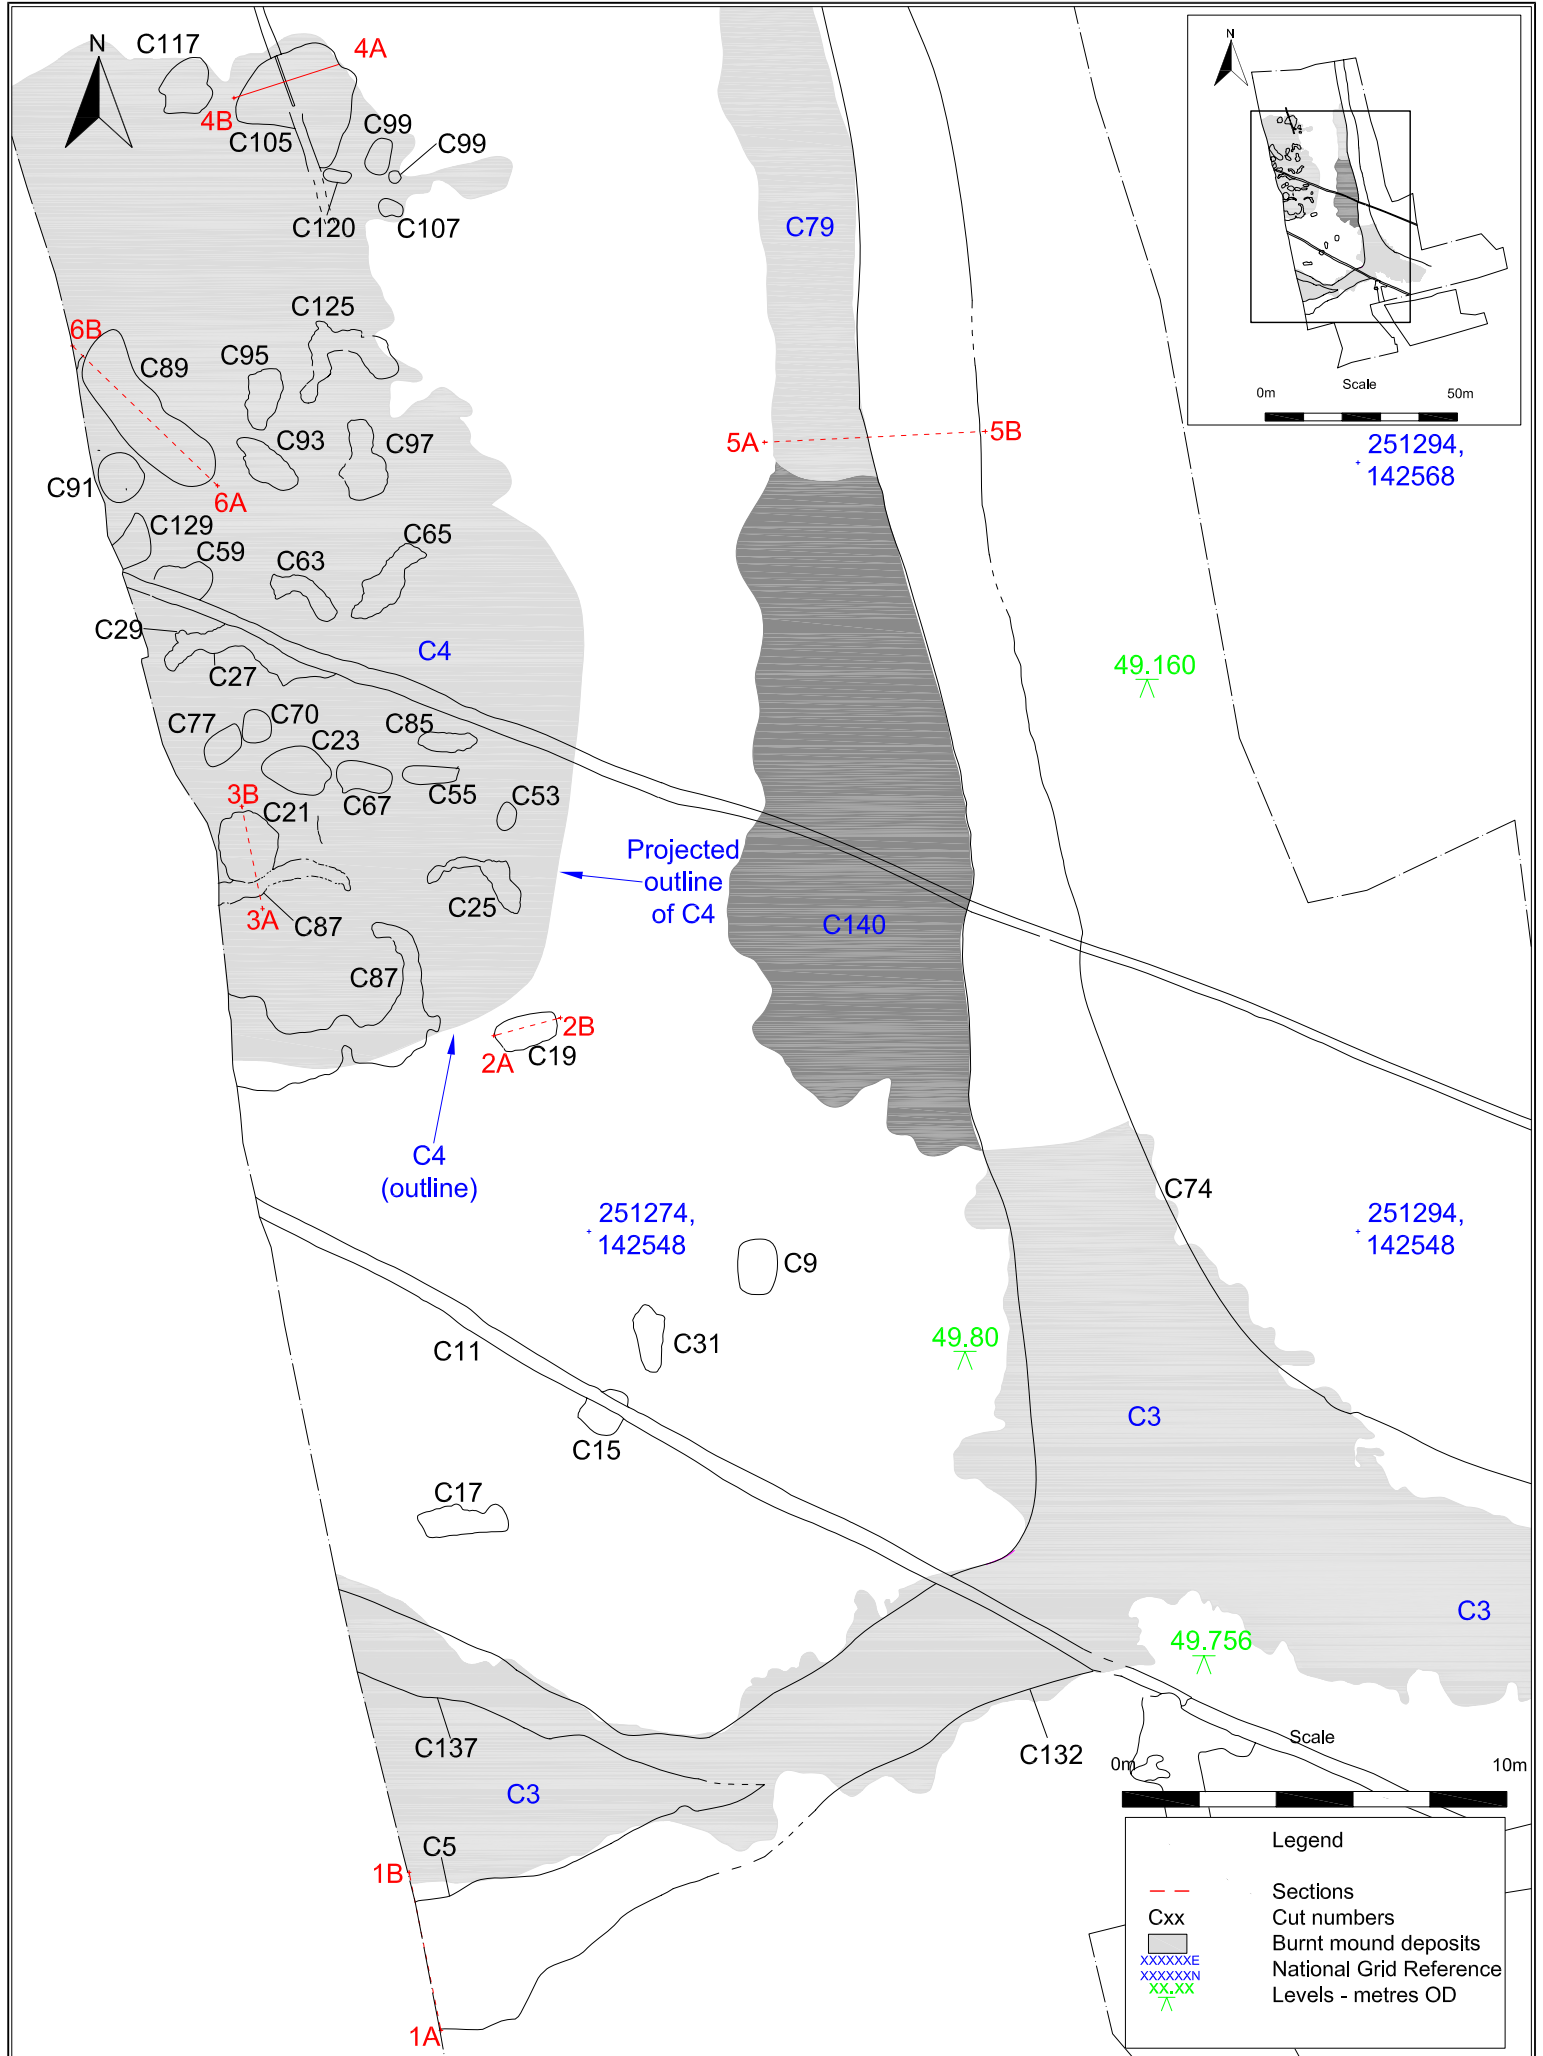 N
C117
4A
4B
C105
C99
C99
C120
C107
C79
N
Scale
0m
50m
C125
6B
C95
C89
C93
C97
5A
5B
251294,
142568
C91
6A
C129
C59
C63
C65
C29
C4
C27
49.160
C77
C70
C23
C85
3B
C21
C67
C55
C53
Projected
outline
of C4
C25
3A
C87
C140
C87
2B
2A
C19
C4
(outline)
C74
251274,
142548
251294,
142548
C9
C11
C31
49.80
C3
C15
C17
C3
49.756
C137
C132
Scale
0m
10m
C3
C5
1B
1A
Legend
Sections
Cxx
Cut numbers
Burnt mound deposits
XXXXXXE
XXXXXXN
National Grid Reference
XX.XX
Levels - metres OD